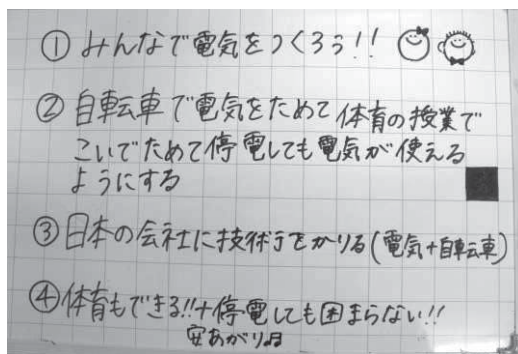 ① みんなで電気をつくろう!!
② 自転車で電気をためて体育の授業で
こいでためて停電しても電気が使える
ようにする
③ 日本の会社に技術をかりる(電気+自転車)
④ 体育もできる!!+停電しても困まらない!!
安あがり